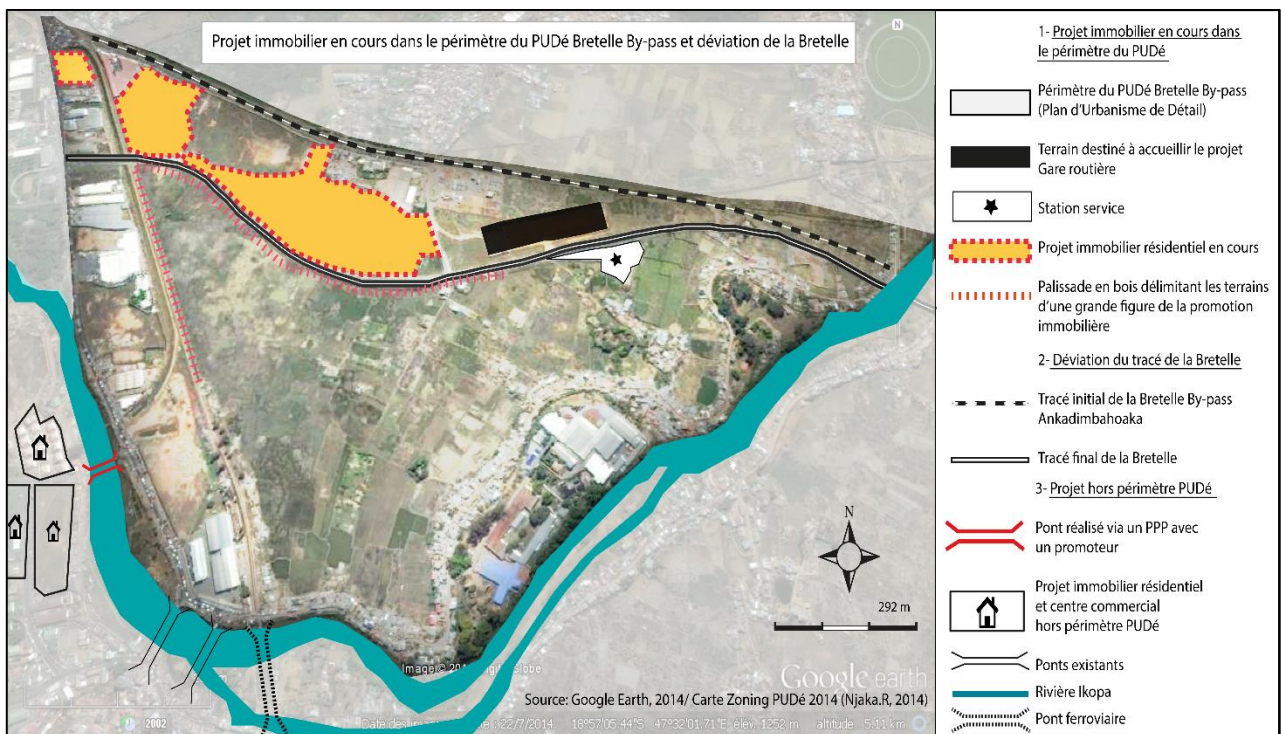 Projet immobilier en cours dans le périmètre du PUDé Bretelle By-pass et déviation de la Bretelle
N
N
292 m
Google earth
Source: Google Earth, 2014/ Carte Zoning PUDé 2014 (Njaka.R, 2014)
2002
22/7/2014 18°57'05.44"S 47°32'01.71"E élev. 1252 m altitude 5.11 km
1- Projet immobilier en cours dans
le périmètre du PUDé
Périmètre du PUDé Bretelle By-pass
(Plan d'Urbanisme de Détail)
Terrain destiné à accueillir le projet
Gare routière
Station service
Projet immobilier résidentiel en cours
Palissade en bois délimitant les terrains
d'une grande figure de la promotion
immobilière
2- Déviation du tracé de la Bretelle
Tracé initial de la Bretelle By-pass
Ankadimbahoaka
Tracé final de la Bretelle
3- Projet hors périmètre PUDé
Pont réalisé via un PPP avec
un promoteur
Projet immobilier résidentiel
et centre commercial
hors périmètre PUDé
Ponts existants
Rivière Ikopa
Pont ferroviaire